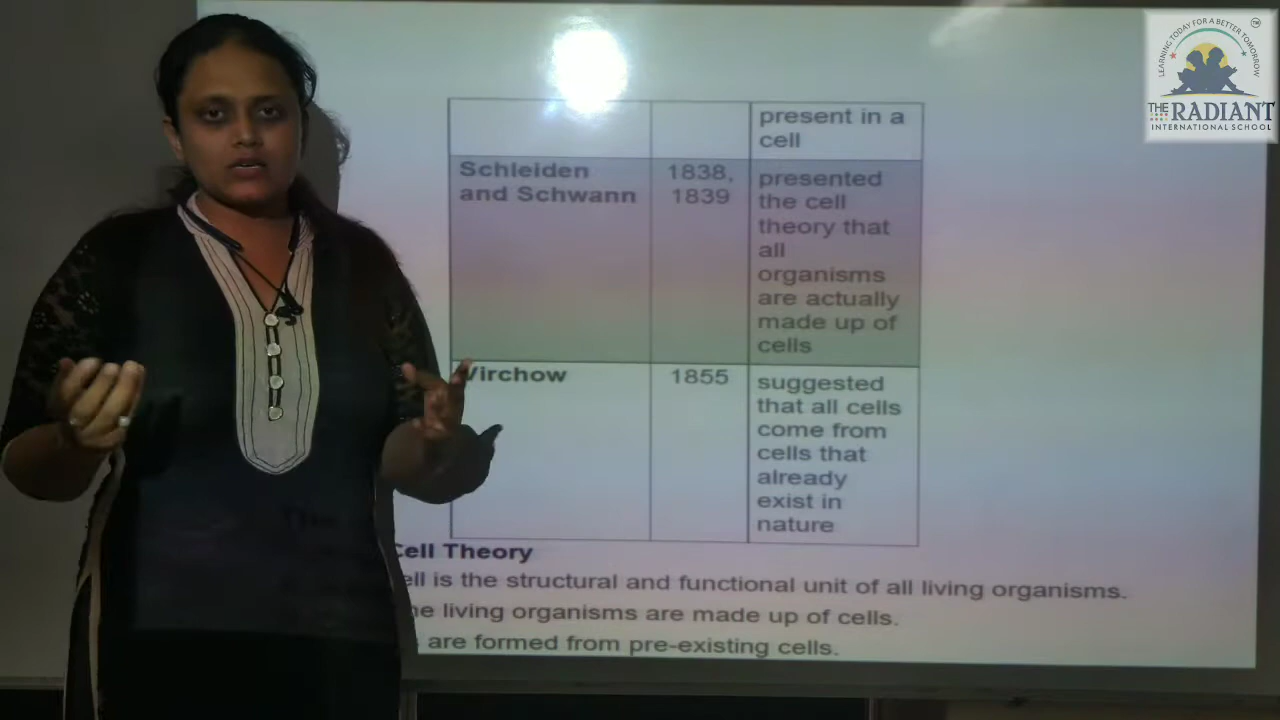 LEARNING TODAY FOR A BETTER TOMORROW
TM
THE RADIANT
INTERNATIONAL SCHOOL
present in a
cell
Schleiden
and Schwann
1838,
1839
presented
the cell
theory that
all
organisms
are actually
made up of
cells
Virchow
1855
suggested
that all cells
come from
cells that
already
exist in
nature
Cell Theory
ell is the structural and functional unit of all living organisms.
he living organisms are made up of cells.
are formed from pre-existing cells.